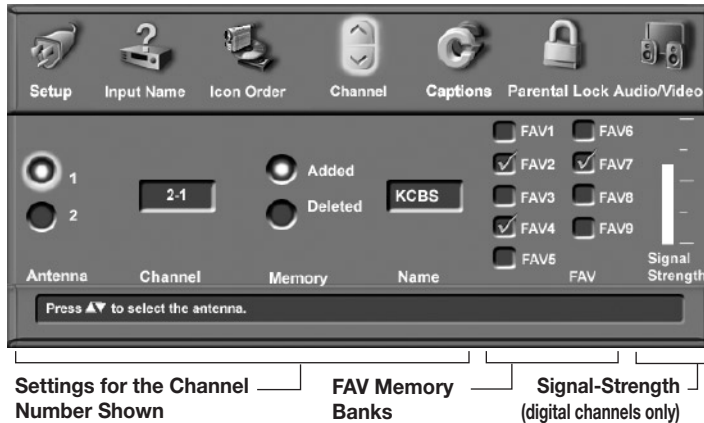 Setup Input Name Icon Order Channel Captions Parental Lock Audio/Video
FAV1 FAV6
1 Added FAV2 FAV7
2-1 KCBS FAV3 FAV8
2 Deleted FAV4 FAV9
FAV5 Signal
Antenna Channel Memory Name FAV Strength
Press ▲▼ to select the antenna.
Settings for the Channel FAV Memory Signal-Strength
Number Shown Banks (digital channels only)